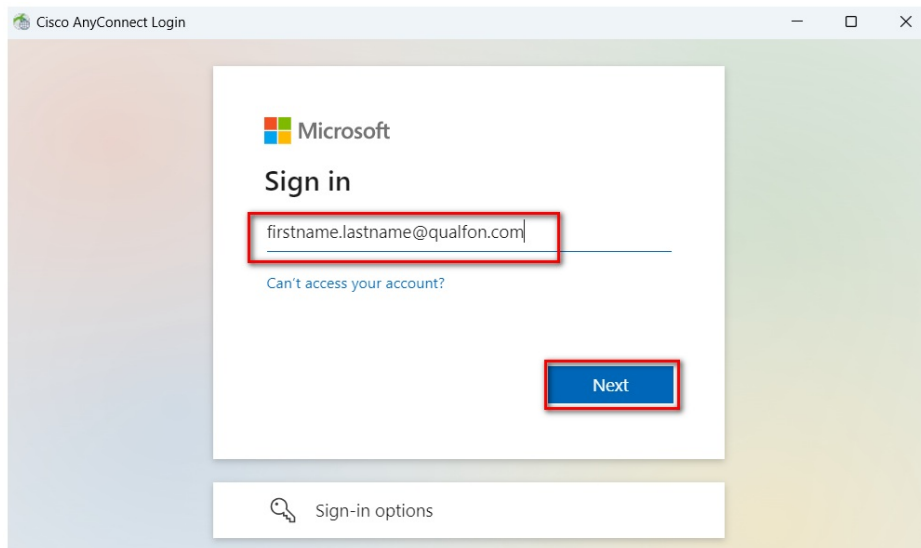 Cisco AnyConnect Login
Microsoft
Sign in
firstname.lastname@qualfon.com
Can't access your account?
Next
Sign-in options